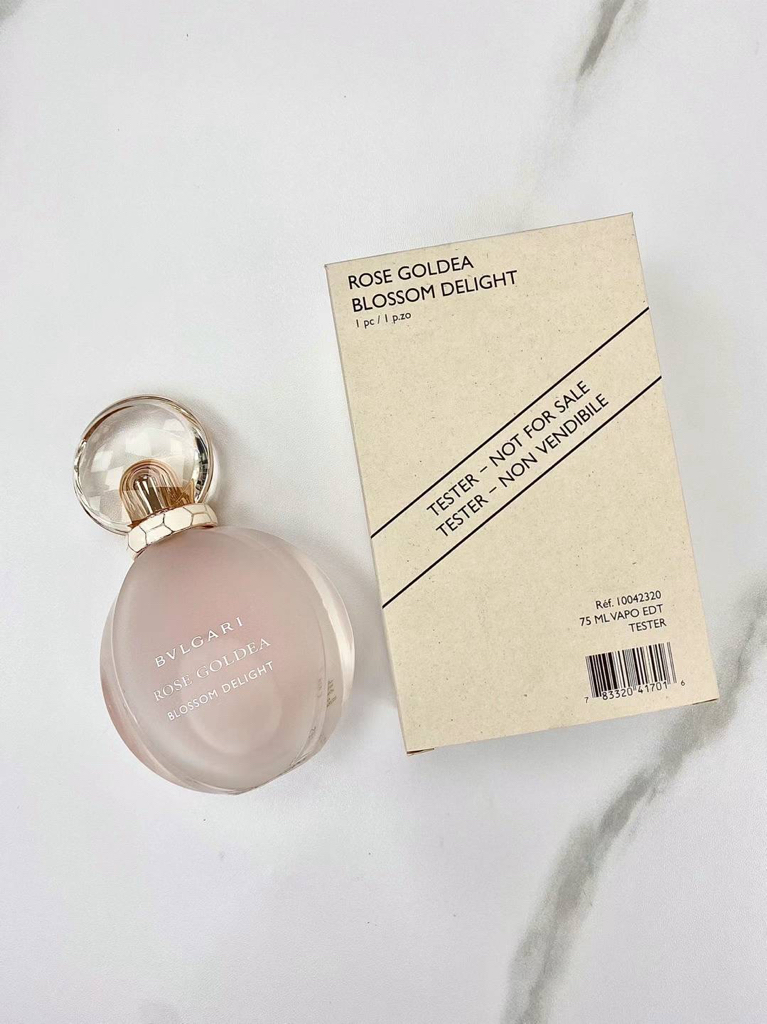 ROSE GOLDEA
BLOSSOM DELIGHT
1 pc / 1 p.zo
TESTER – NOT FOR SALE
TESTER – NON VENDIBILE
Réf. 10042320
75 ML VAPO EDT
TESTER
7 83320 41701 6
BVLGARI
ROSE GOLDEA
BLOSSOM DELIGHT